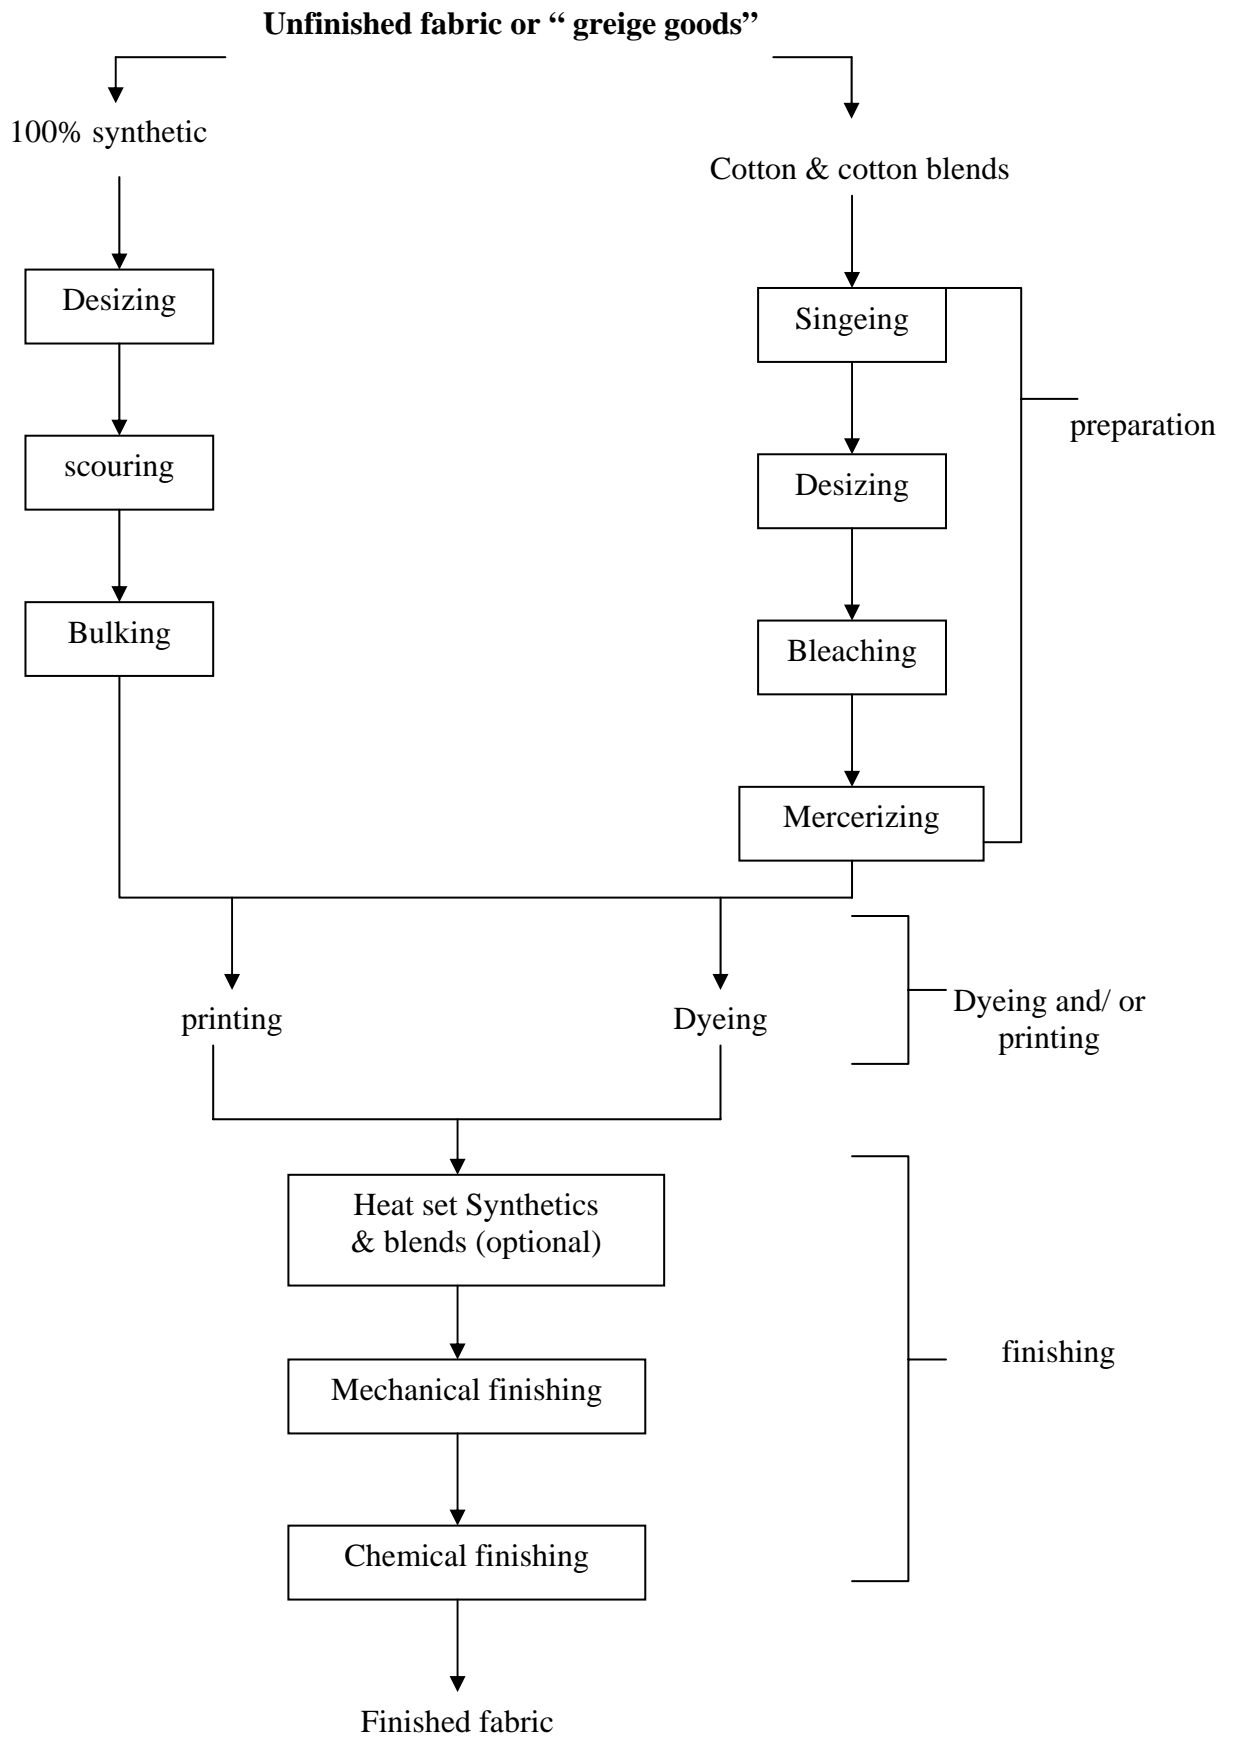 Unfinished fabric or “ greige goods”
100% synthetic
Cotton & cotton blends
Desizing
Singeing
preparation
scouring
Desizing
Bulking
Bleaching
Mercerizing
printing
Dyeing
Dyeing and/ or
printing
Heat set Synthetics
& blends (optional)
finishing
Mechanical finishing
Chemical finishing
Finished fabric